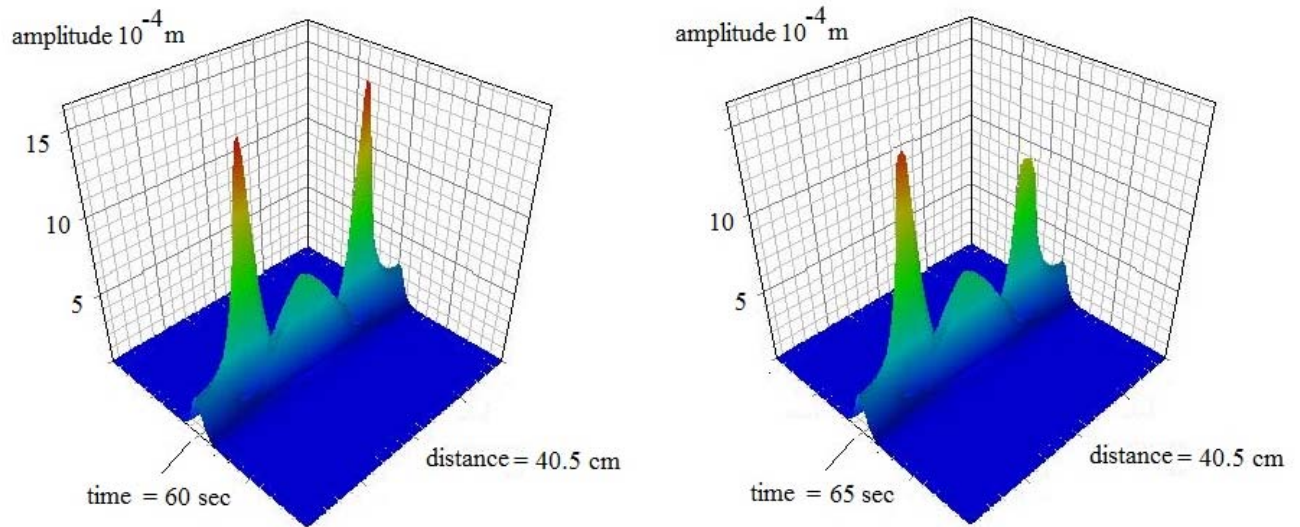 amplitude 10-4 m
15
10
5
time = 60 sec
distance = 40.5 cm
amplitude 10-4 m
10
5
time = 65 sec
distance = 40.5 cm